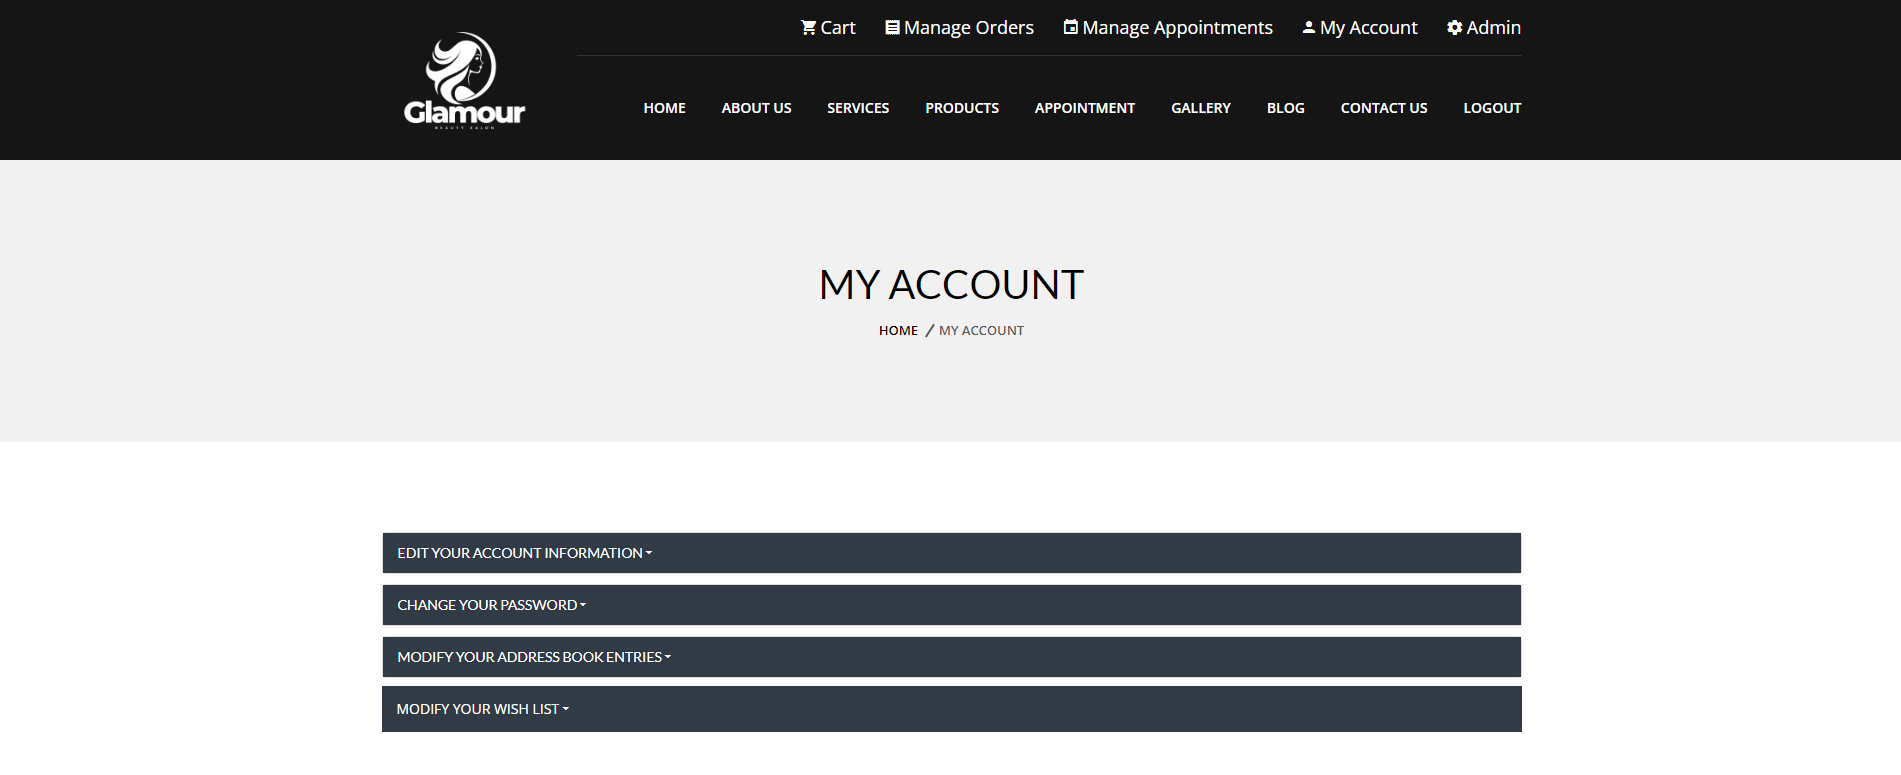 Cart Manage Orders Manage Appointments My Account Admin
Glamour
BEAUTY SALON
HOME ABOUT US SERVICES PRODUCTS APPOINTMENT GALLERY BLOG CONTACT US LOGOUT
MY ACCOUNT
HOME / MY ACCOUNT
EDIT YOUR ACCOUNT INFORMATION
CHANGE YOUR PASSWORD
MODIFY YOUR ADDRESS BOOK ENTRIES
MODIFY YOUR WISH LIST